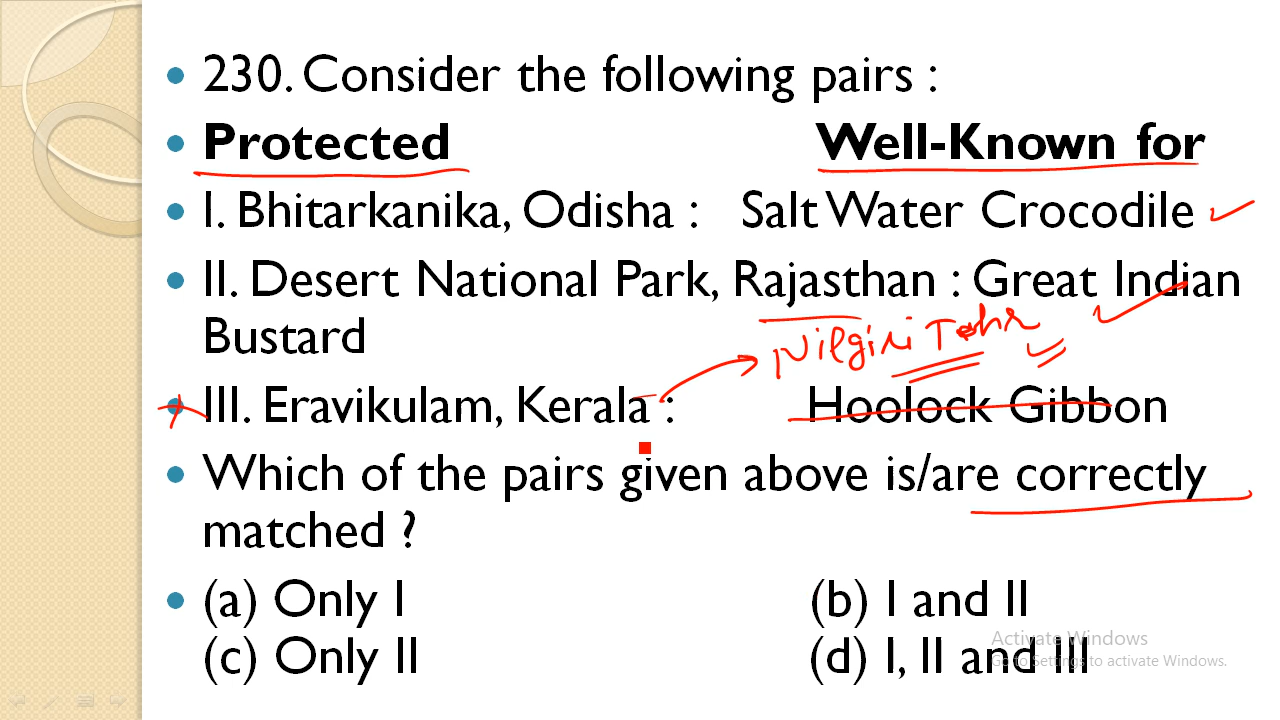 230. Consider the following pairs :
Protected Well-Known for
I. Bhitarkanika, Odisha : Salt Water Crocodile
II. Desert National Park, Rajasthan : Great Indian
Bustard
Nilgiri Tahr
III. Eravikulam, Kerala : Hoolock Gibbon
Which of the pairs given above is/are correctly
matched ?
(a) Only I (b) I and II
(c) Only II (d) I, II and III
Activate Windows
Go to Settings to activate Windows.